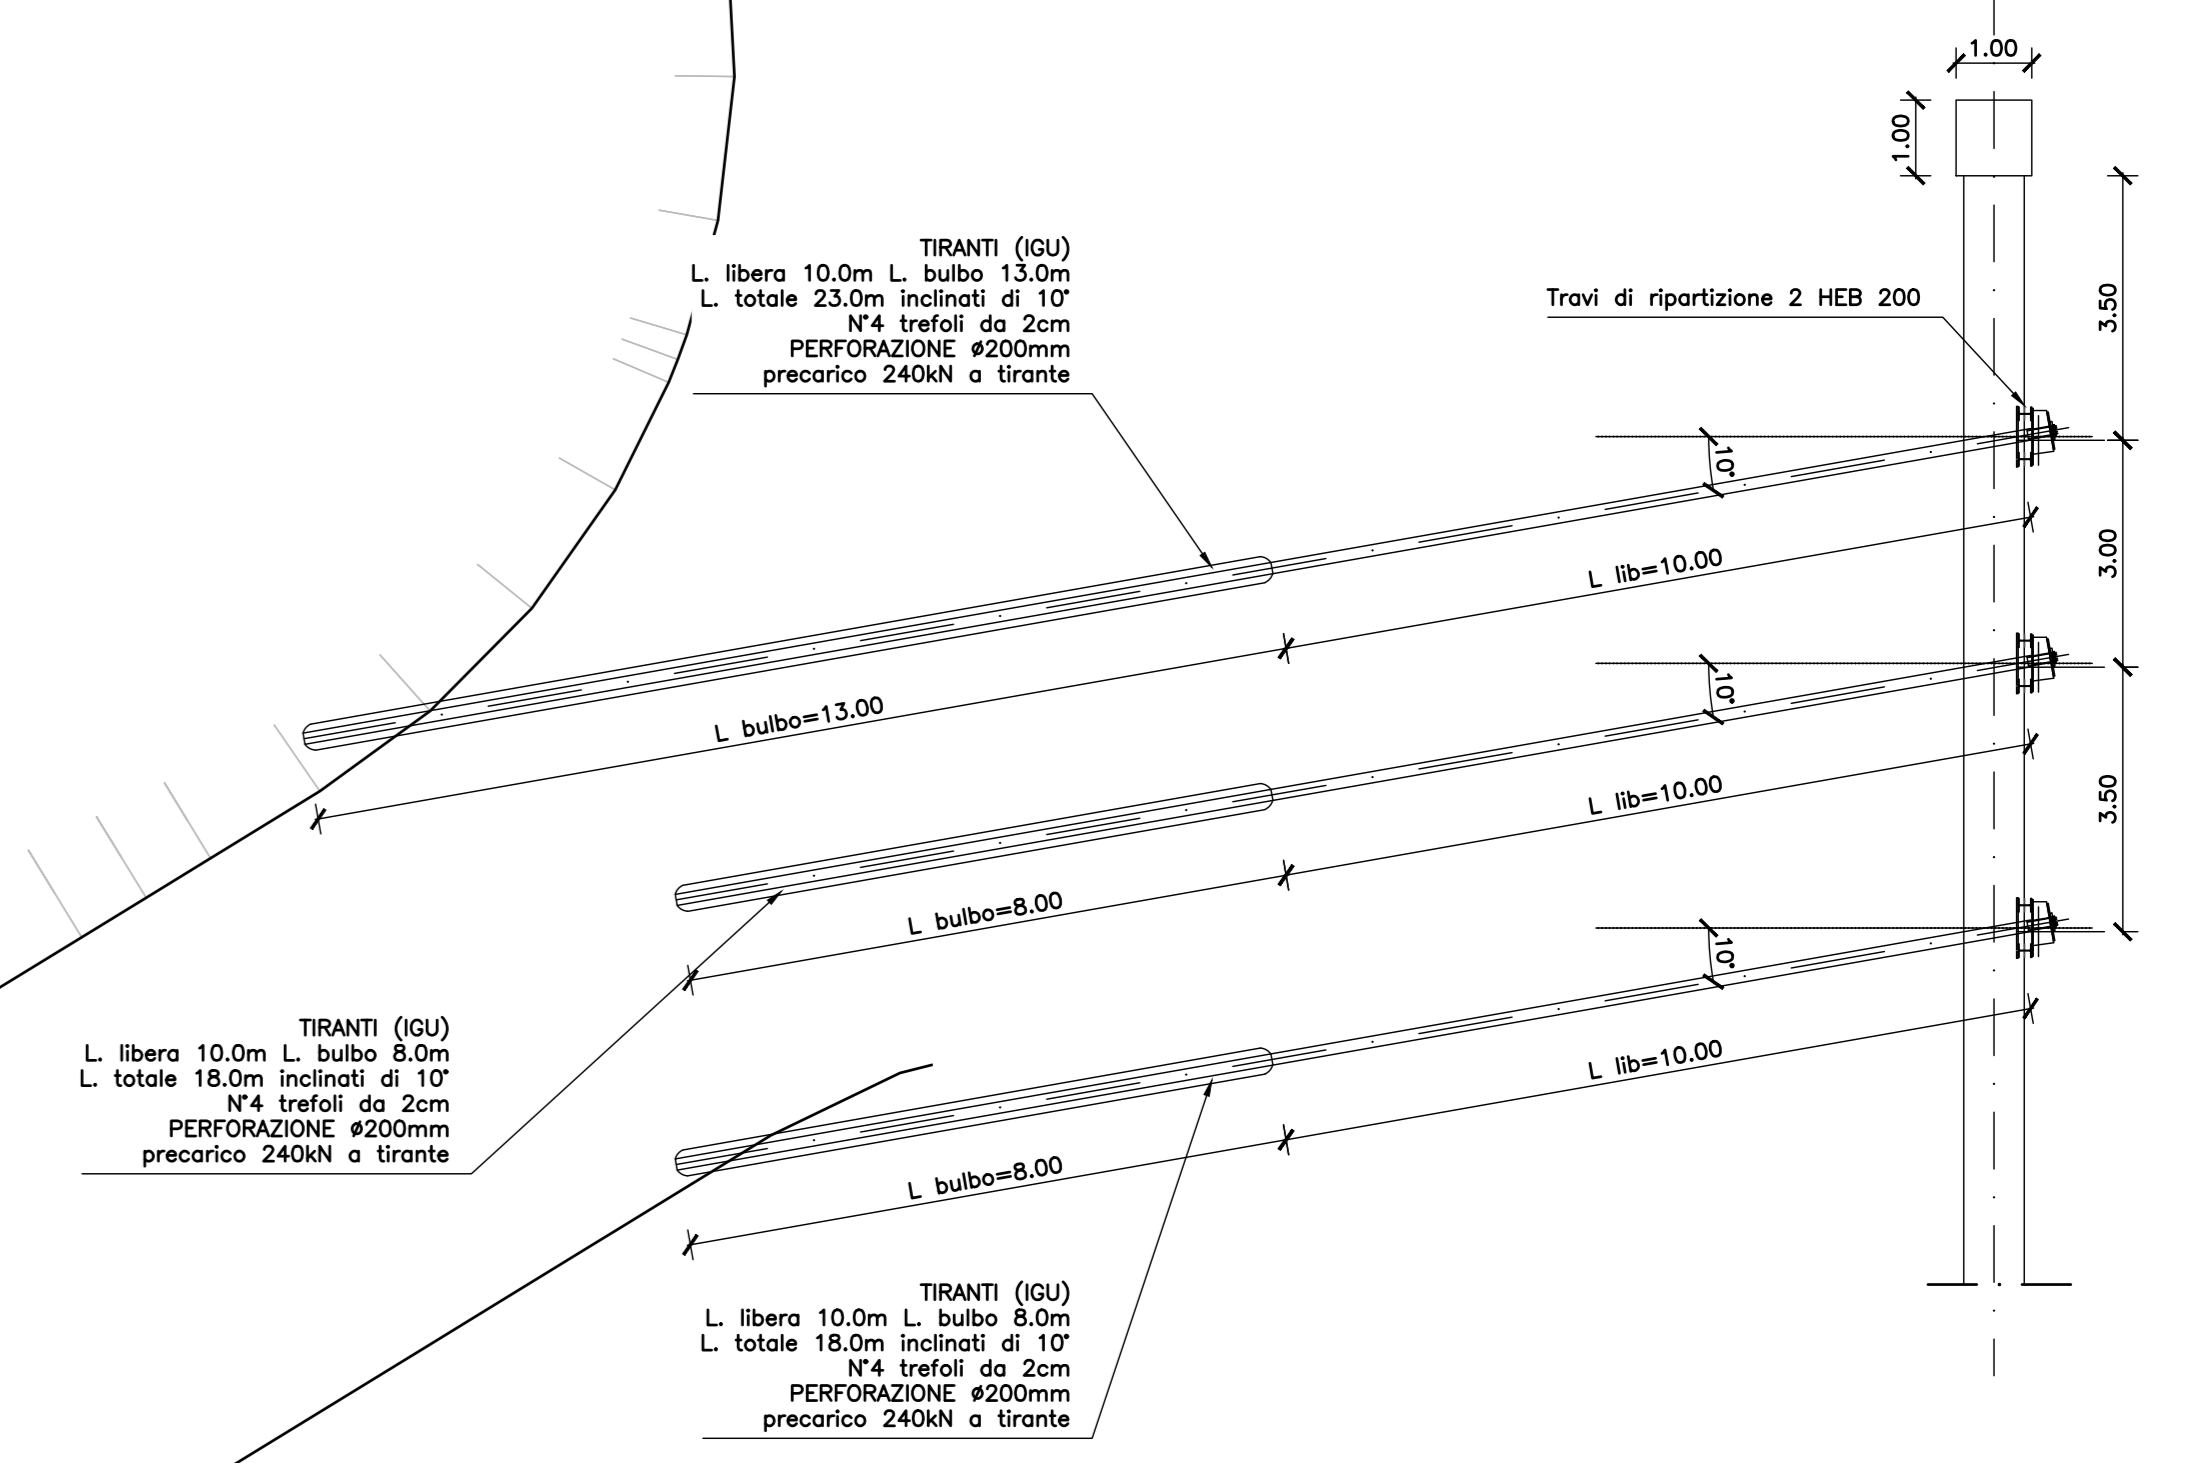 1.00
1.00
TIRANTI (IGU)
L. libera 10.0m L. bulbo 13.0m
L. totale 23.0m inclinati di 10°
N°4 trefoli da 2cm
PERFORAZIONE ø200mm
precarico 240kN a tirante
Travi di ripartizione 2 HEB 200
3.50
10°
L lib=10.00
3.00
L bulbo=13.00
10°
L lib=10.00
3.50
L bulbo=8.00
10°
L lib=10.00
TIRANTI (IGU)
L. libera 10.0m L. bulbo 8.0m
L. totale 18.0m inclinati di 10°
N°4 trefoli da 2cm
PERFORAZIONE ø200mm
precarico 240kN a tirante
L bulbo=8.00
TIRANTI (IGU)
L. libera 10.0m L. bulbo 8.0m
L. totale 18.0m inclinati di 10°
N°4 trefoli da 2cm
PERFORAZIONE ø200mm
precarico 240kN a tirante